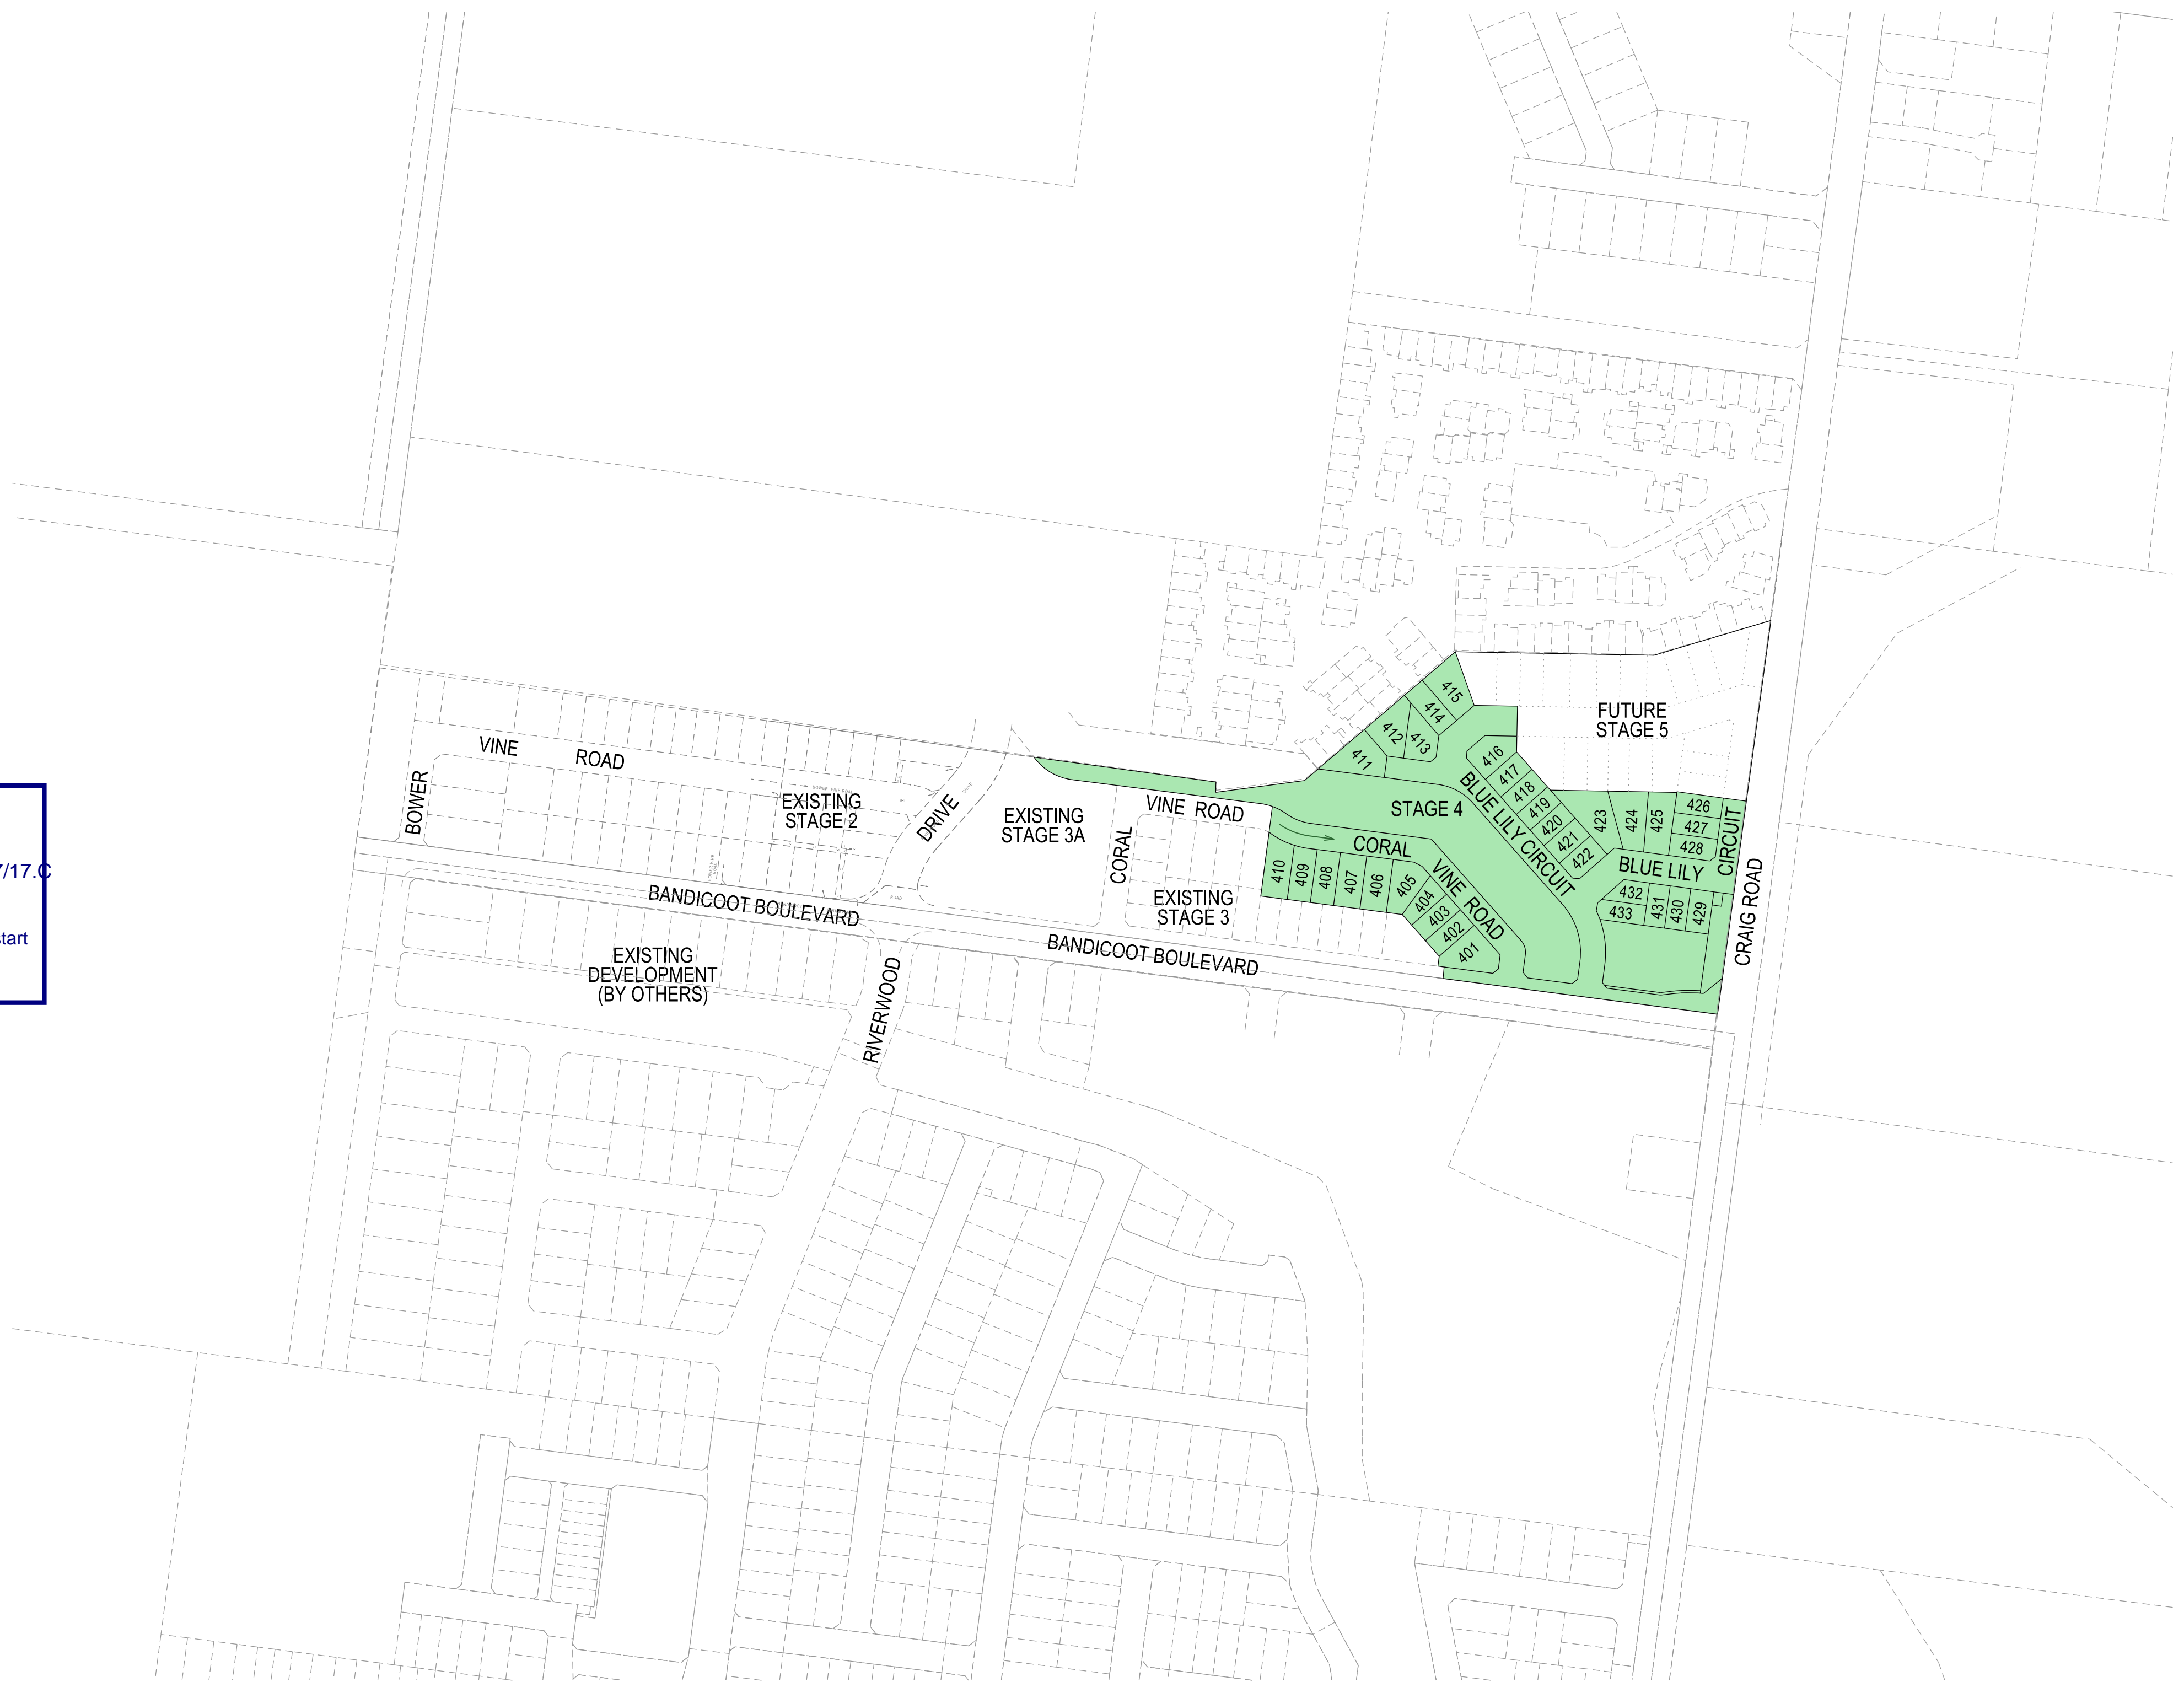 FUTURE
STAGE 5
415
414
412
413
411
416
417
418
419
420
421
422
423
424
425
426
427
428
BLUE LILY CIRCUIT
STAGE 4
BLUE LILY
CIRCUIT
432
433
431
430
429
CRAIG ROAD
VINE
ROAD
BOWER
EXISTING
STAGE 2
DRIVE
EXISTING
STAGE 3A
VINE ROAD
CORAL
CORAL
VINE ROAD
410
409
408
407
406
405
404
403
402
401
EXISTING
STAGE 3
7/17.C
start
BANDICOOT BOULEVARD
BANDICOOT BOULEVARD
EXISTING
DEVELOPMENT
(BY OTHERS)
RIVERWOOD